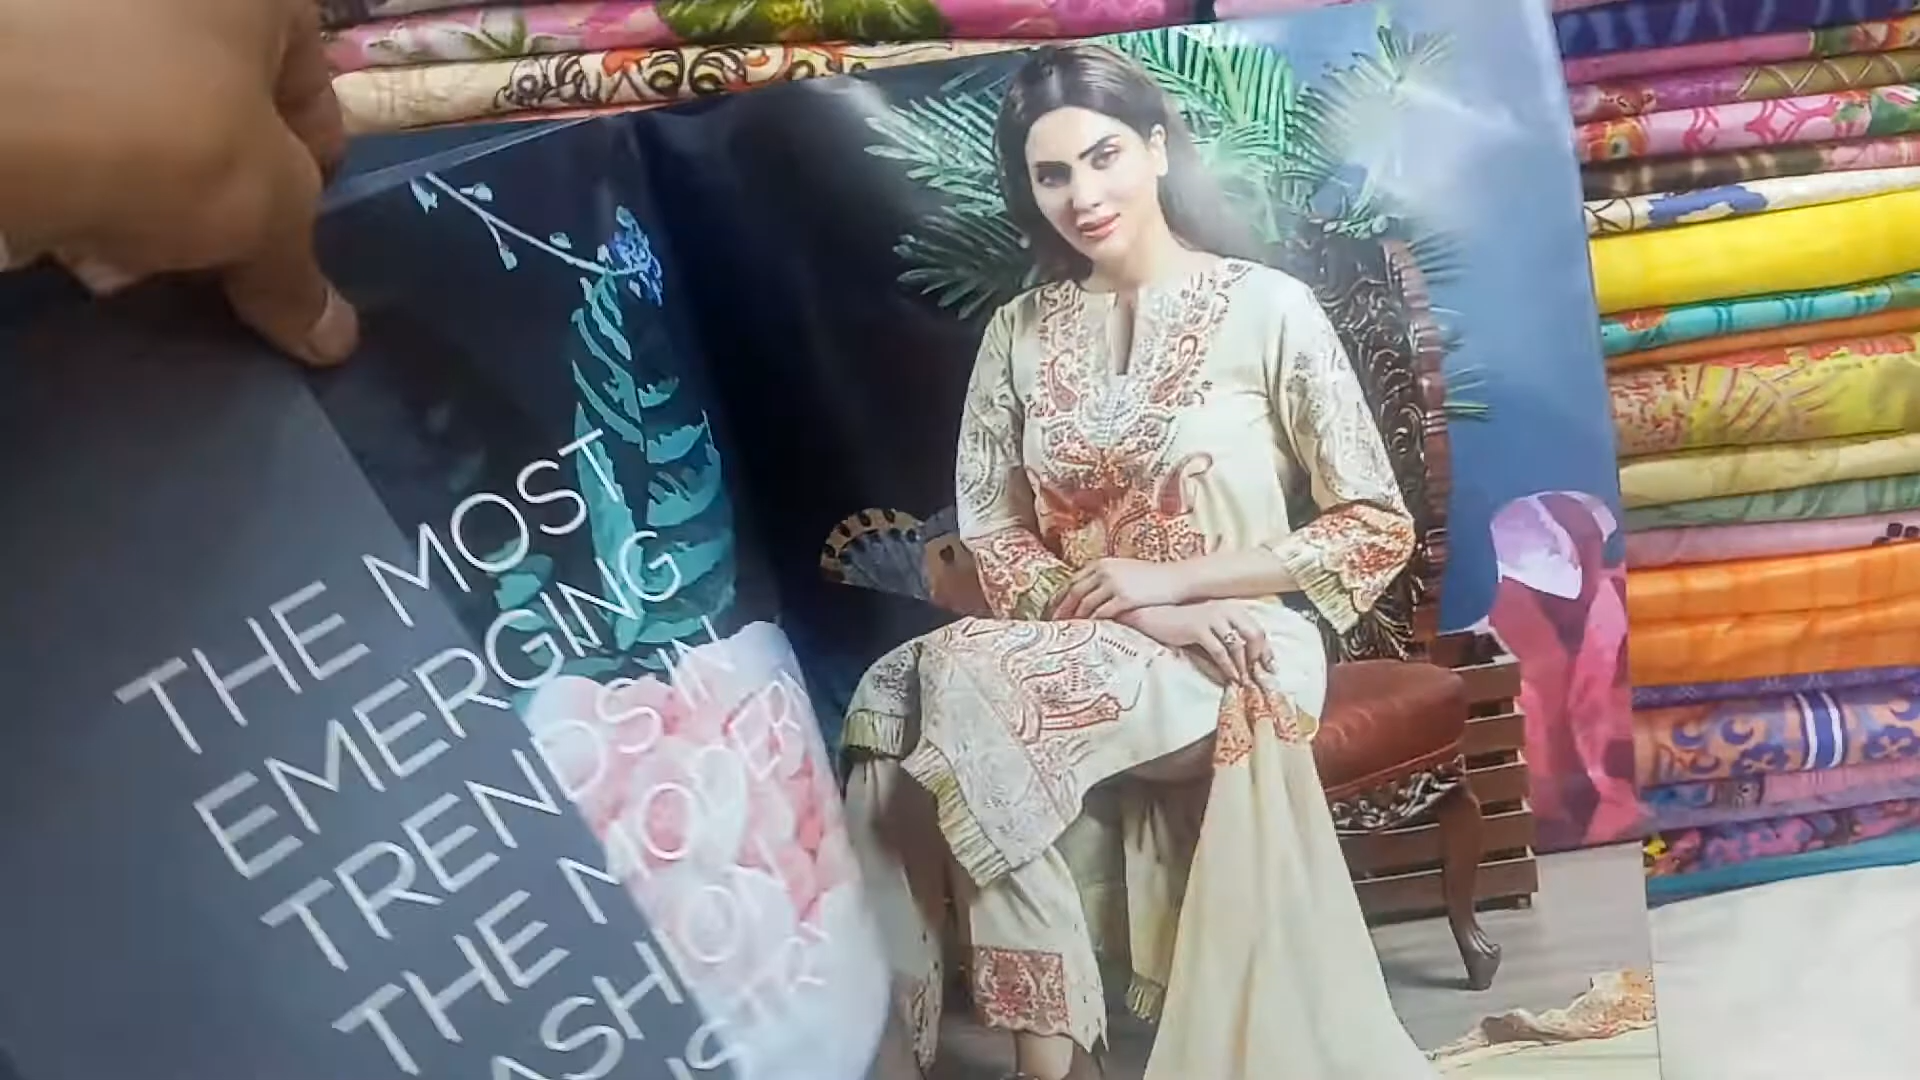 THE MOST
EMERGING
TRENDS IN
THE MODERN